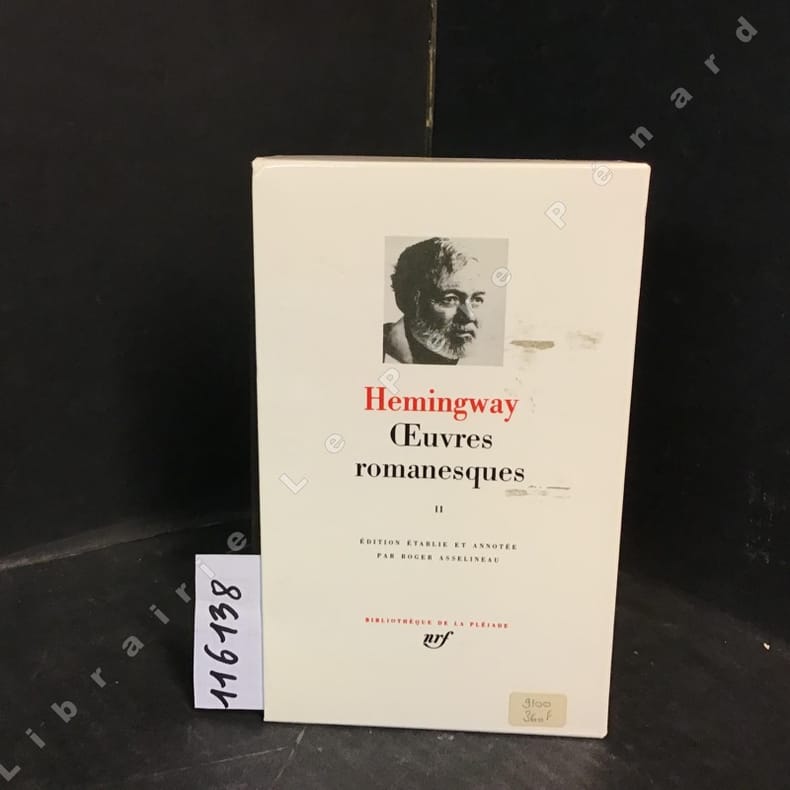 Hemingway
Œuvres
romanesques
II
ÉDITION ÉTABLIE ET ANNOTÉE
PAR ROGER ASSELINEAU
BIBLIOTHÈQUE DE LA PLÉIADE
nrf
116138
Librairie Le Pénard